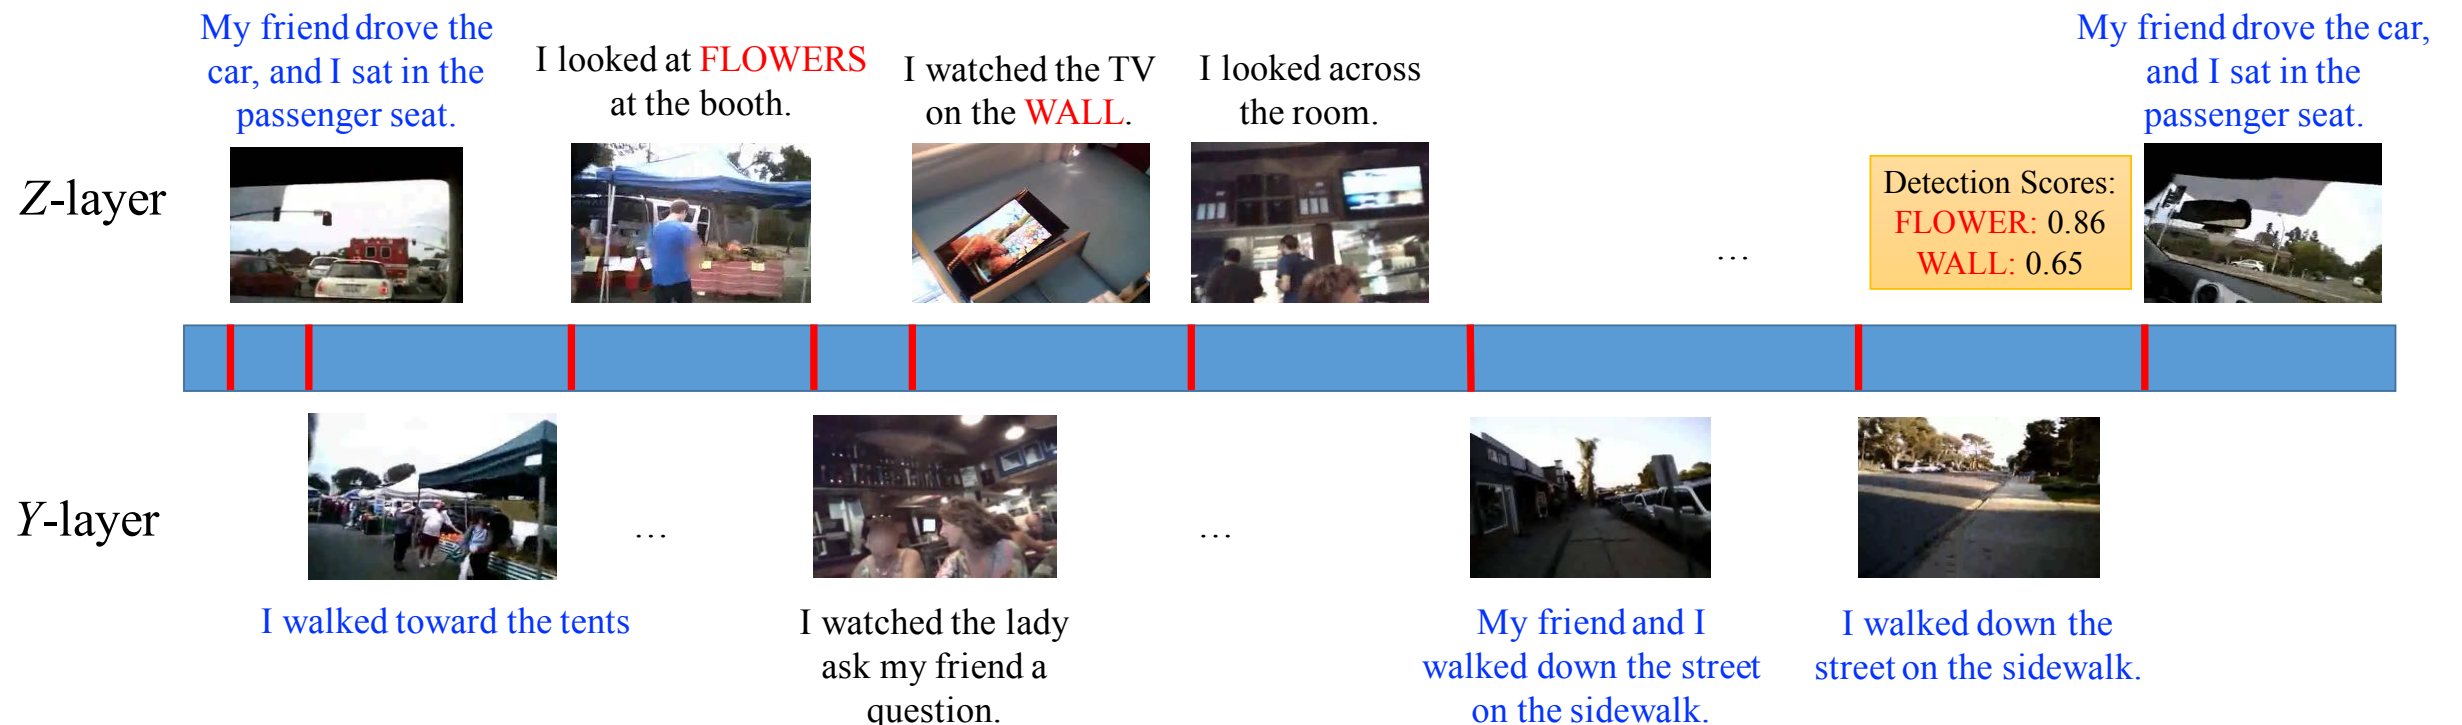 My friend drove the
car, and I sat in the
passenger seat.
I looked at FLOWERS
at the booth.
I watched the TV
on the WALL.
I looked across
the room.
My friend drove the car,
and I sat in the
passenger seat.
Z-layer
...
Detection Scores:
FLOWER: 0.86
WALL: 0.65
Y-layer
...
...
I walked toward the tents
I watched the lady
ask my friend a
question.
My friend and I
walked down the street
on the sidewalk.
I walked down the
street on the sidewalk.